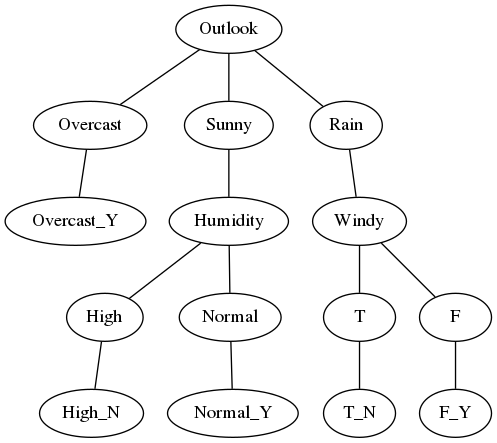 Outlook
Overcast Sunny Rain
Overcast_Y Humidity Windy
High Normal T F
High_N Normal_Y T_N F_Y